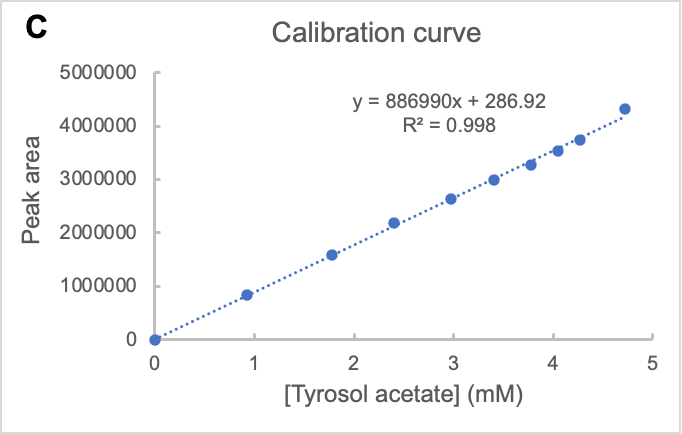 C
Calibration curve
y = 886990x + 286.92
R² = 0.998
Peak area
5000000
4000000
3000000
2000000
1000000
0
0 1 2 3 4 5
[Tyrosol acetate] (mM)